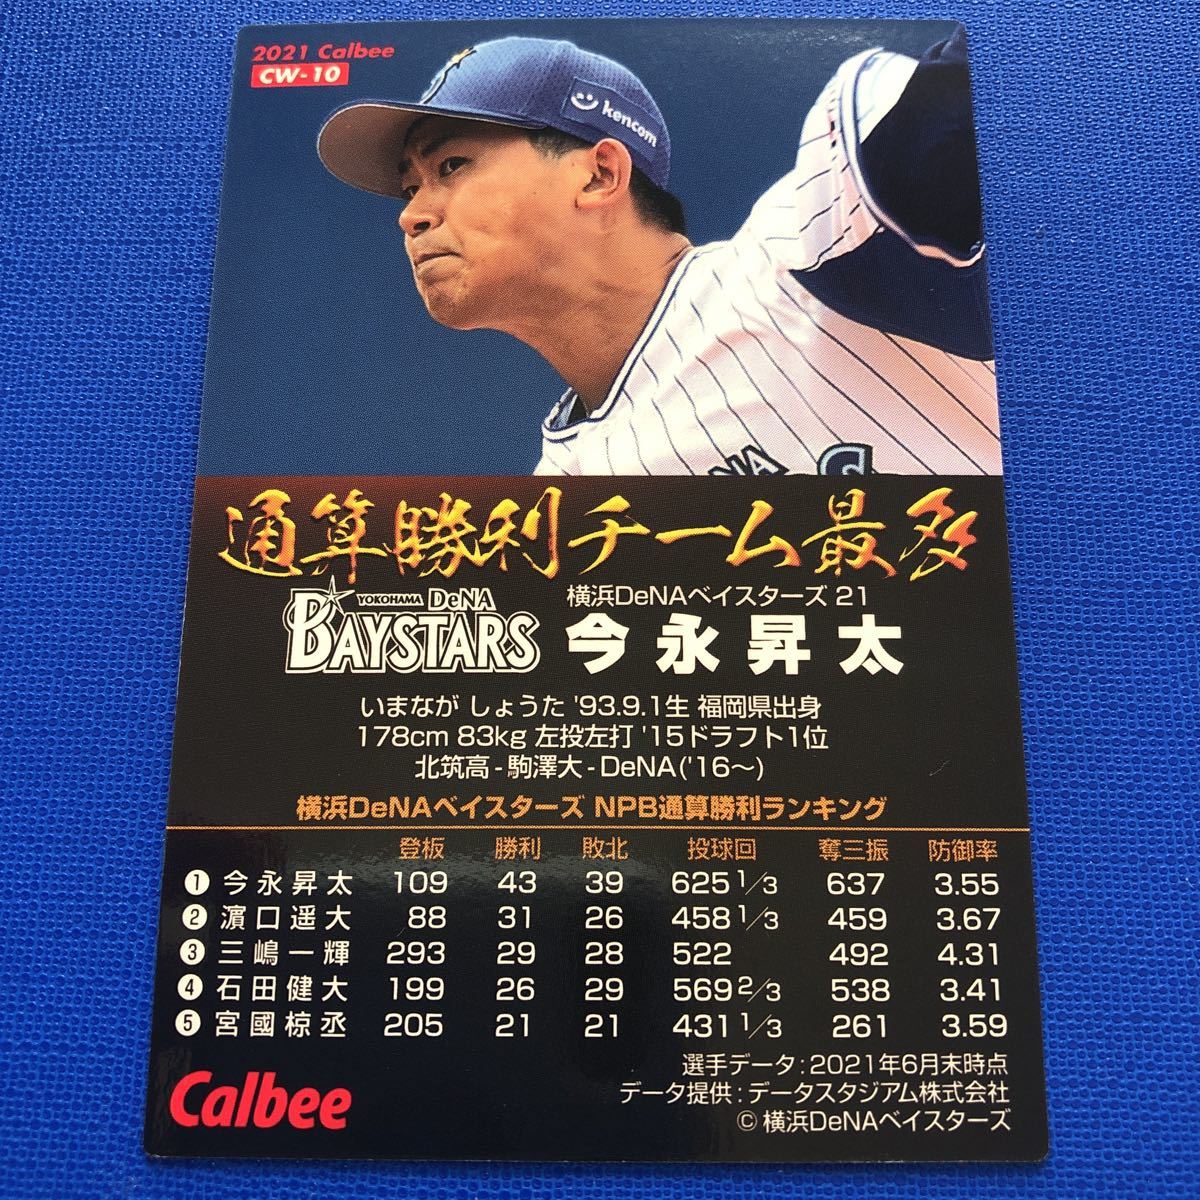 2021 Calbee
CW-10
kencom
通算勝利チーム最多
YOKOHAMA DeNA
BAYSTARS
横浜DeNAベイスターズ 21
今永昇太
いまなが しょうた '93.9.1生 福岡県出身
178cm 83kg 左投左打 '15ドラフト1位
北筑高-駒澤大-DeNA('16〜)
横浜DeNAベイスターズ NPB通算勝利ランキング
登板 勝利 敗北 投球回 奪三振 防御率
❶ 今永昇太 109 43 39 625 1/3 637 3.55
❷ 濵口遥大 88 31 26 458 1/3 459 3.67
❸ 三嶋一輝 293 29 28 522 492 4.31
❹ 石田健大 199 26 29 569 2/3 538 3.41
❺ 宮國椋丞 205 21 21 431 1/3 261 3.59
選手データ:2021年6月末時点
データ提供:データスタジアム株式会社
© 横浜DeNAベイスターズ
Calbee